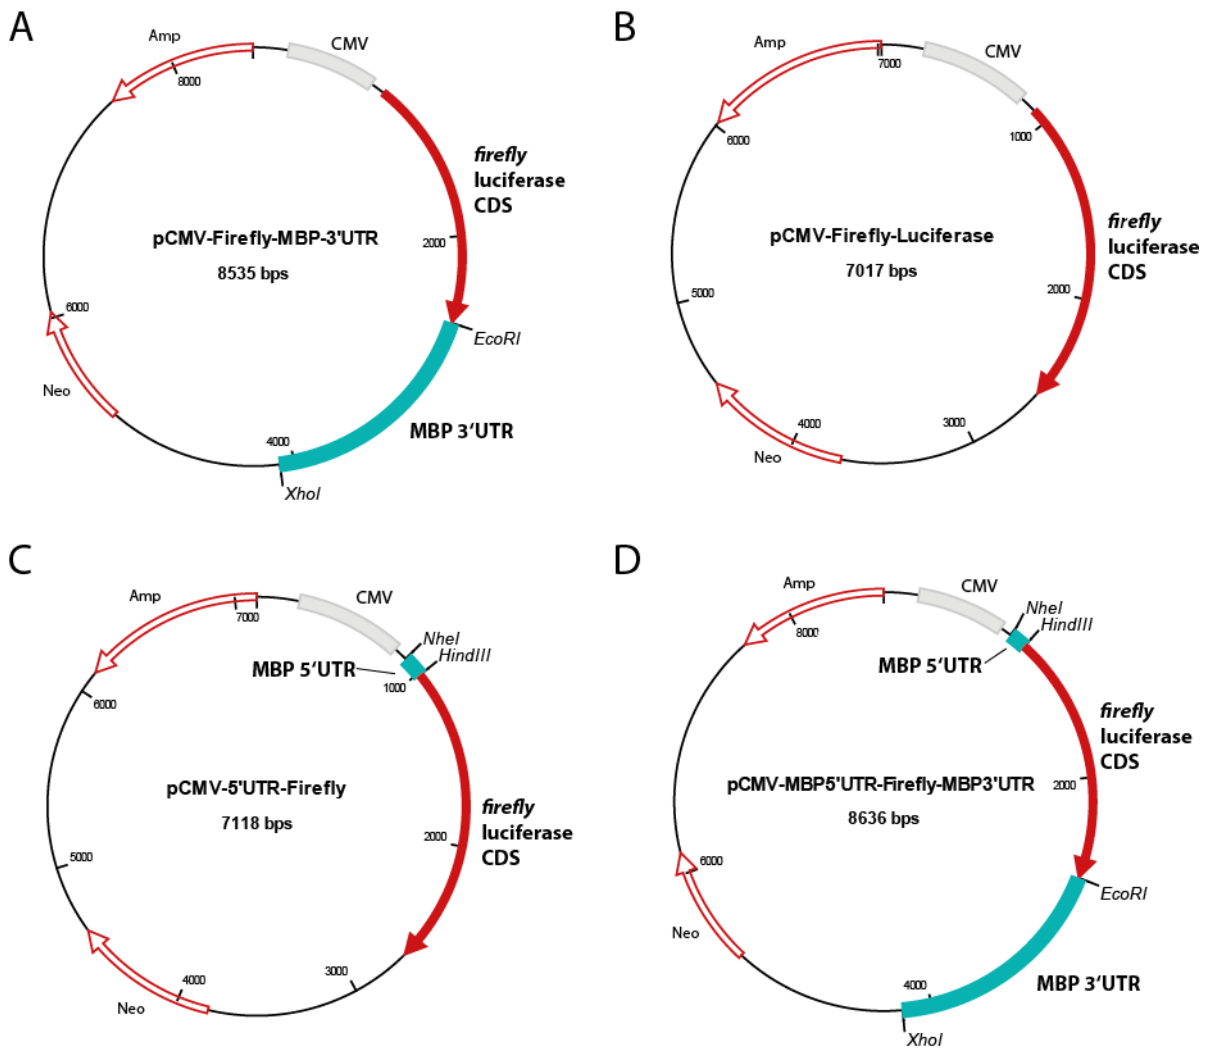 A
Amp
CMV
8000
firefly
luciferase
CDS
2000
pCMV-Firefly-MBP-3'UTR
8535 bps
6000
EcoRI
Neo
MBP 3'UTR
4000
XhoI
B
Amp
CMV
7000
6000
1000
firefly
luciferase
CDS
pCMV-Firefly-Luciferase
7017 bps
5000
2000
4000
3000
Neo
C
Amp
CMV
7000
NheI
HindIII
MBP 5'UTR
1000
6000
pCMV-5'UTR-Firefly
7118 bps
firefly
luciferase
CDS
2000
5000
4000
3000
Neo
D
Amp
CMV
8000
NheI
HindIII
MBP 5'UTR
firefly
luciferase
CDS
2000
pCMV-MBP5'UTR-Firefly-MBP3'UTR
8636 bps
6000
EcoRI
Neo
MBP 3'UTR
4000
XhoI